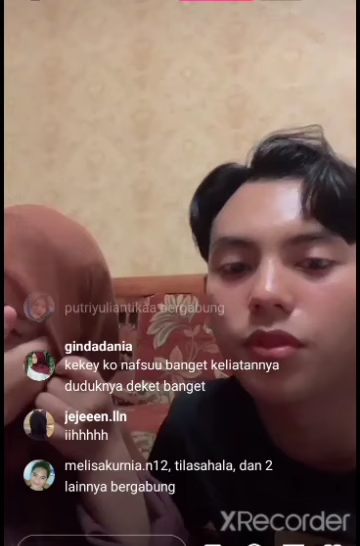 putriyuliantikaa bergabung
gindadania
kekey ko nafsuu banget keliatannya
duduknya deket banget
jejeeen.lln
iihhhhh
melisakurnia.n12, tilasahala, dan 2
lainnya bergabung
XRecorder